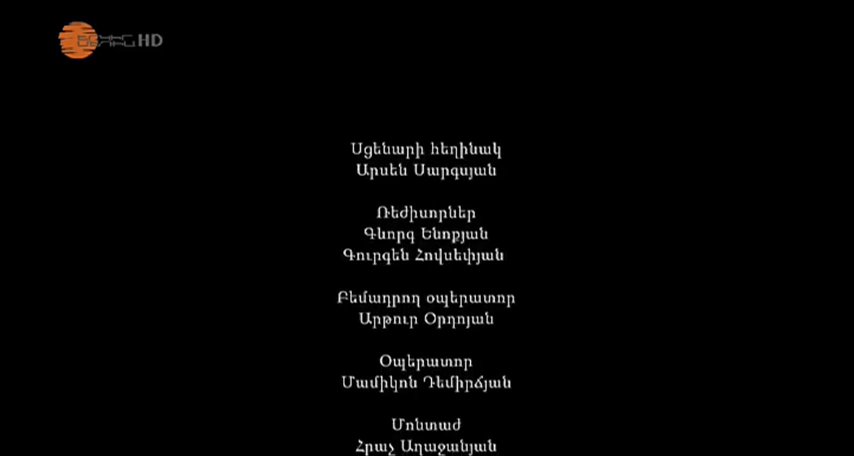 HD
Սցենարի հեղինակ
Արսեն Սարգսյան
Ռեժիսորներ
Գևորգ Ենոքյան
Գուրգեն Հովսեփյան
Բեմադրող օպերատոր
Արթուր Օրդոյան
Օպերատոր
Մամիկոն Դեմիրճյան
Մոնտաժ
Հրաչ Աղաջանյան